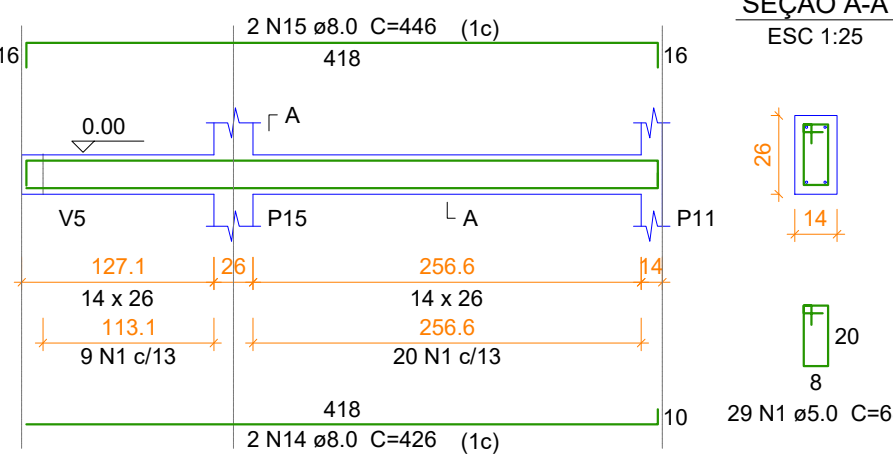 SEÇÃO A-A
ESC 1:25
2 N15 ø8.0 C=446 (1c)
16
418
16
0.00
A
V5
P15
A
P11
26
14
127.1
26
256.6
14
14 x 26
14 x 26
113.1
256.6
9 N1 c/13
20 N1 c/13
20
8
29 N1 ø5.0 C=6
418
10
2 N14 ø8.0 C=426 (1c)